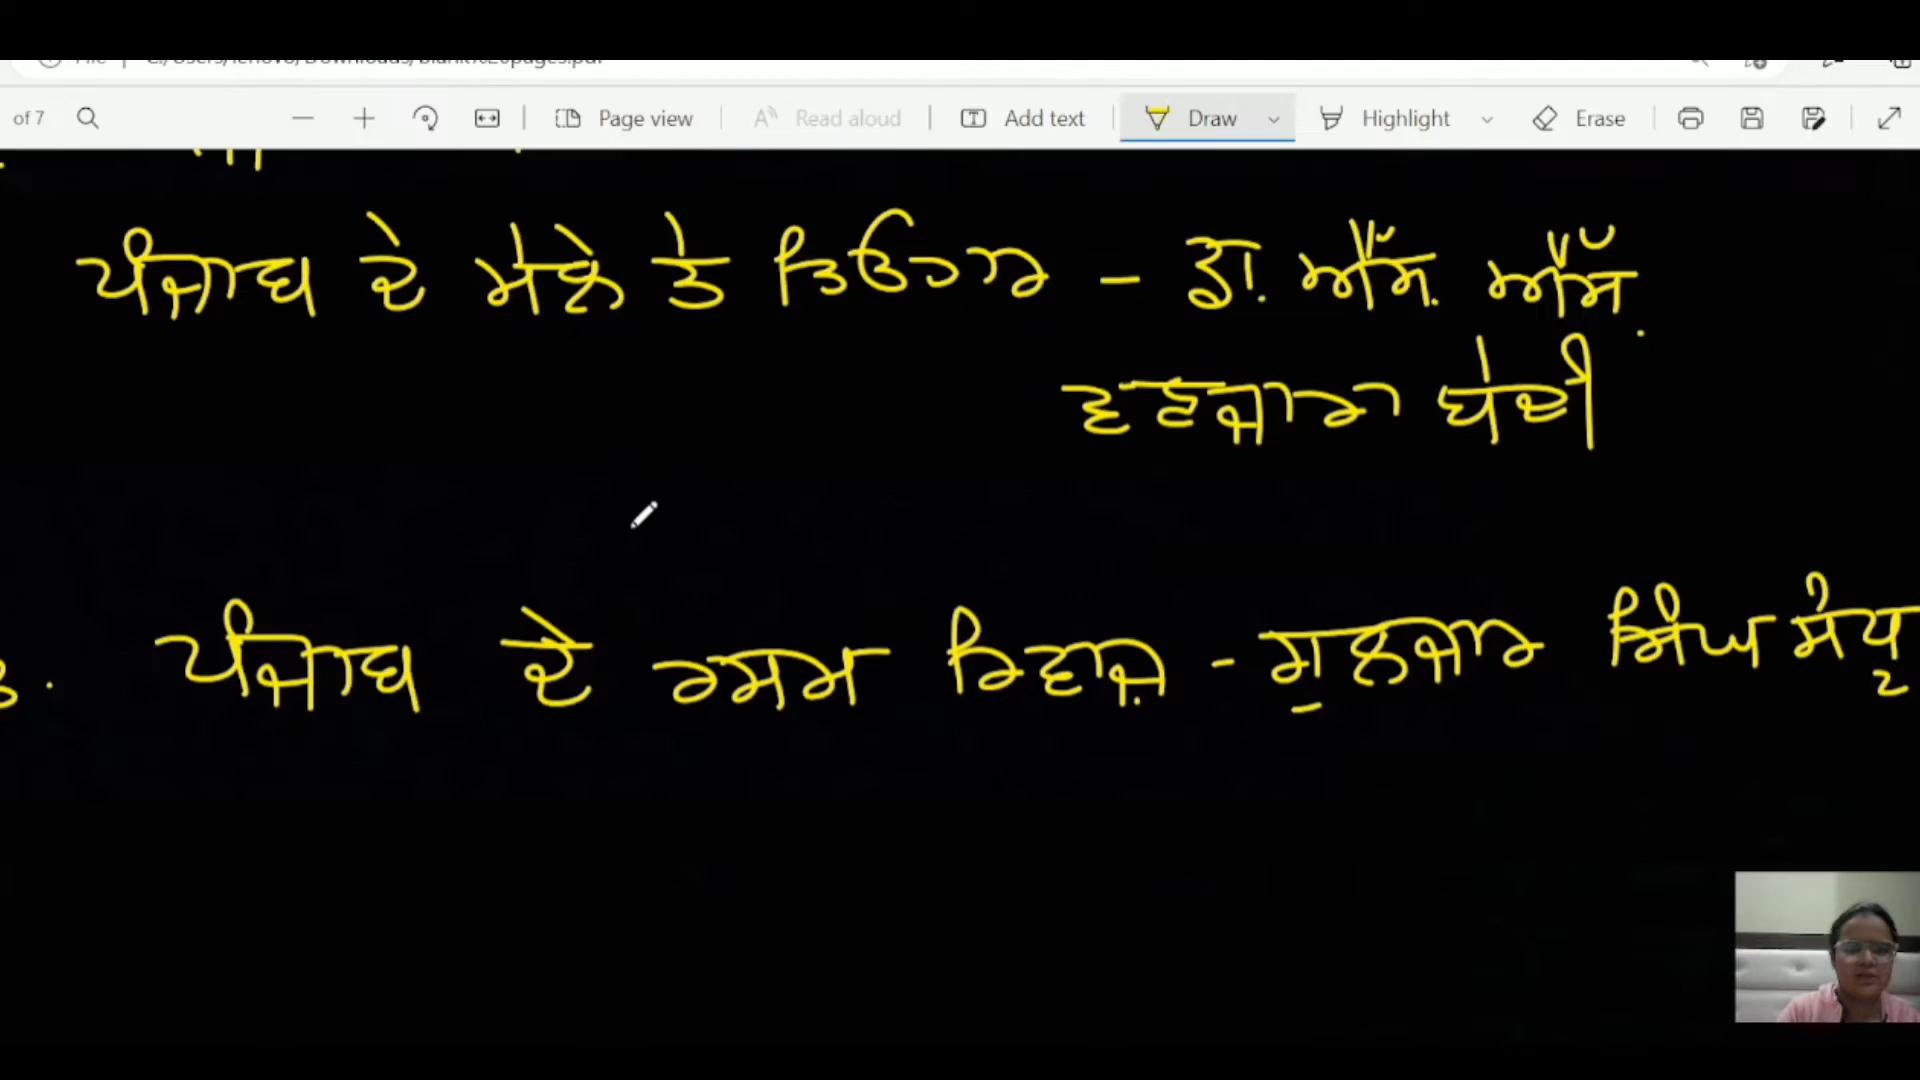 of 7 Page view Read aloud Add text Draw Highlight Erase
ਪੰਜਾਬ ਦੇ ਮੇਲੇ ਤੇ ਤਿਓਹਾਰ - ਡਾ. ਐੱਸ. ਐੱਸ.
ਵਣਜਾਰਾ ਬੇਦੀ
ਪੰਜਾਬ ਦੇ ਰਸਮ ਰਿਵਾਜ਼ - ਗੁਲਜਾਰ ਸਿੰਘ ਸੰਧੂ